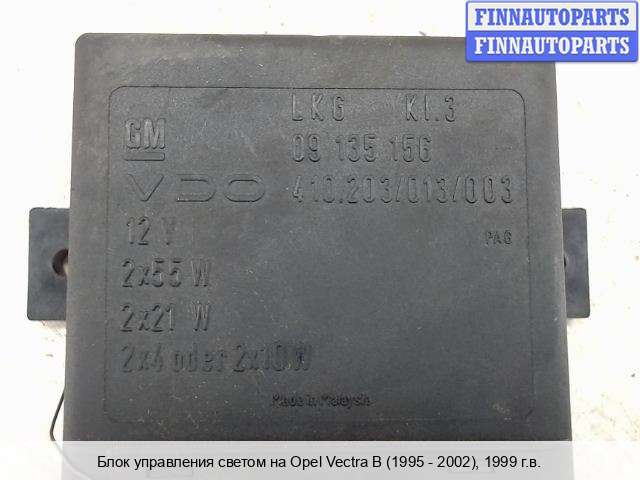 FINNAUTOPARTS
FINNAUTOPARTS
LKG KI.3
GM
09 135 156
VDO 410.203/013/003
12 V
PAG
2x55 W
2x21 W
2x4 oder 2x10W
Made in Malaysia
Блок управления светом на Opel Vectra B (1995 - 2002), 1999 г.в.